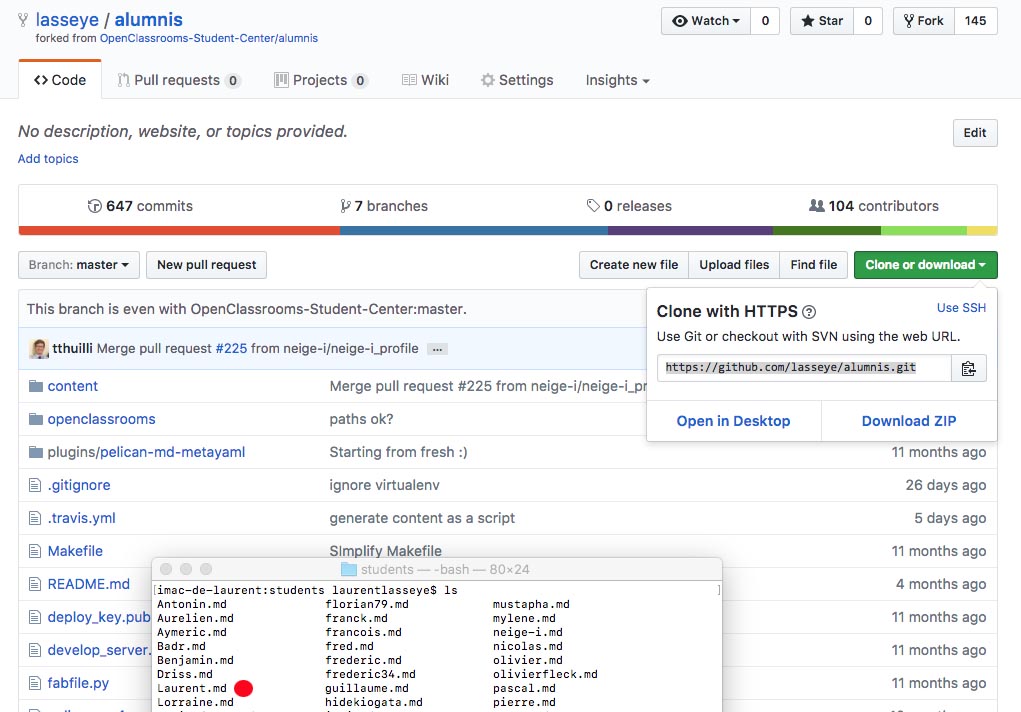 lasseye / alumnis
Watch 0 Star 0 Fork 145
forked from OpenClassrooms-Student-Center/alumnis
<> Code Pull requests 0 Projects 0 Wiki Settings Insights
No description, website, or topics provided.
Edit
Add topics
647 commits 7 branches 0 releases 104 contributors
Branch: master New pull request Create new file Upload files Find file Clone or download
This branch is even with OpenClassrooms-Student-Center:master.
Clone with HTTPS ? Use SSH
Use Git or checkout with SVN using the web URL.
https://github.com/lasseye/alumnis.git
Open in Desktop Download ZIP
tthuilli Merge pull request #225 from neige-i/neige-i_profile ...
content Merge pull request #225 from neige-i/neige-i_pr
openclassrooms paths ok?
plugins/pelican-md-metayaml Starting from fresh :) 11 months ago
.gitignore ignore virtualenv 26 days ago
.travis.yml generate content as a script 5 days ago
Makefile SImplify Makefile 11 months ago
README.md 4 months ago
deploy_key.pub 11 months ago
develop_server. 11 months ago
fabfile.py 11 months ago
students — -bash — 80×24
[imac-de-laurent:students laurentlasseye$ ls ]
Antonin.md florian79.md mustapha.md
Aurelien.md franck.md mylene.md
Aymeric.md francois.md neige-i.md
Badr.md fred.md nicolas.md
Benjamin.md frederic.md olivier.md
Driss.md frederic34.md olivierfleck.md
Laurent.md guillaume.md pascal.md
Lorraine.md hidekiogata.md pierre.md